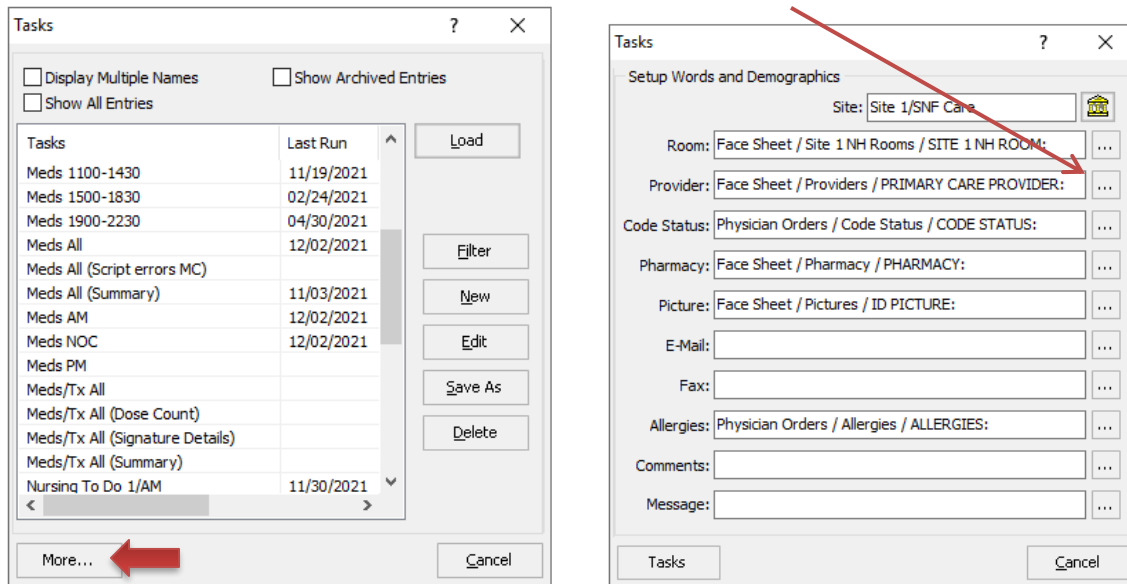 Tasks ? X
Display Multiple Names Show Archived Entries
Show All Entries
Tasks Last Run
Load
Meds 1100-1430 11/19/2021
Meds 1500-1830 02/24/2021
Meds 1900-2230 04/30/2021
Meds All 12/02/2021
Filter
Meds All (Script errors MC)
Meds All (Summary) 11/03/2021
New
Meds AM 12/02/2021
Meds NOC 12/02/2021
Edit
Meds PM
Meds/Tx All
Save As
Meds/Tx All (Dose Count)
Meds/Tx All (Signature Details)
Delete
Meds/Tx All (Summary)
Nursing To Do 1/AM 11/30/2021
More... Cancel
Tasks ? X
Setup Words and Demographics
Site: Site 1/SNF Care
Room: Face Sheet / Site 1 NH Rooms / SITE 1 NH ROOM: ...
Provider: Face Sheet / Providers / PRIMARY CARE PROVIDER: ...
Code Status: Physician Orders / Code Status / CODE STATUS: ...
Pharmacy: Face Sheet / Pharmacy / PHARMACY: ...
Picture: Face Sheet / Pictures / ID PICTURE: ...
E-Mail: ...
Fax: ...
Allergies: Physician Orders / Allergies / ALLERGIES: ...
Comments: ...
Message: ...
Tasks Cancel